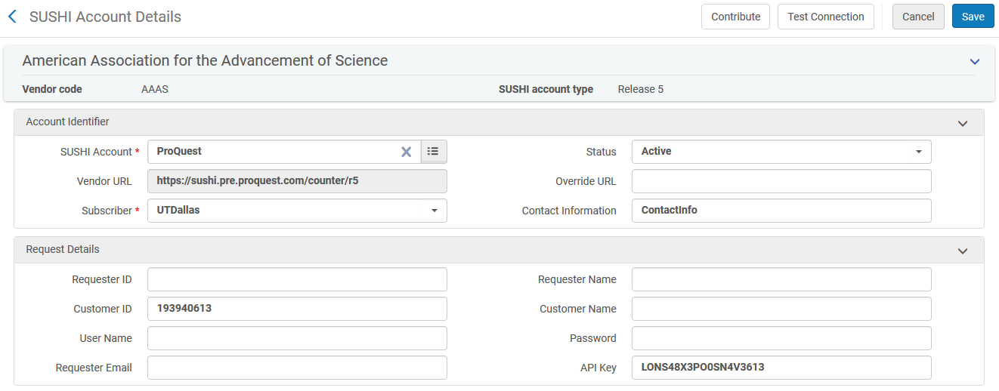 SUSHI Account Details
Contribute
Test Connection
Cancel
Save
American Association for the Advancement of Science
Vendor code AAAS SUSHI account type Release 5
Account Identifier
SUSHI Account * ProQuest Status Active
Vendor URL https://sushi.pre.proquest.com/counter/r5 Override URL
Subscriber * UTDallas Contact Information ContactInfo
Request Details
Requester ID Requester Name
Customer ID 193940613 Customer Name
User Name Password
Requester Email API Key LONS48X3PO0SN4V3613